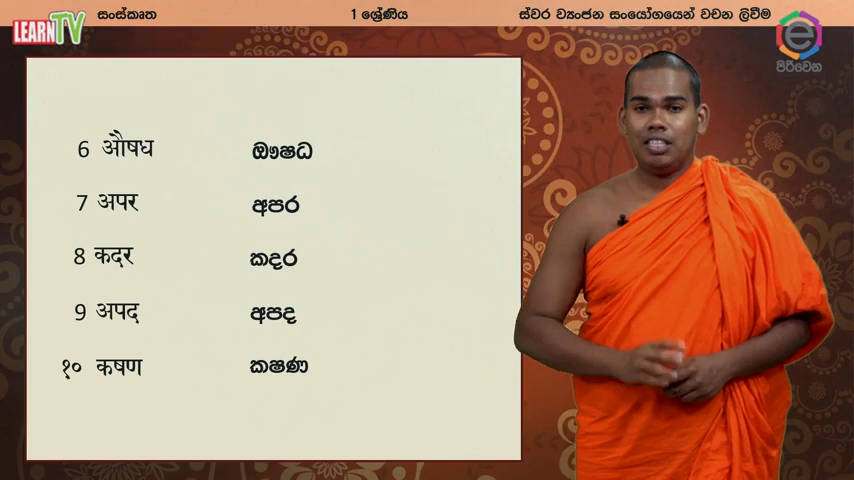 LEARN TV
සංස්කෘත 1 ශ්‍රේණිය ස්වර ව්‍යංජන සංයෝගයෙන් වචන ලිවීම
e
පිරිවෙන
6 औषध ඖෂධ
7 अपर අපර
8 कदर කදර
9 अपद අපද
१० कषण කෂණ